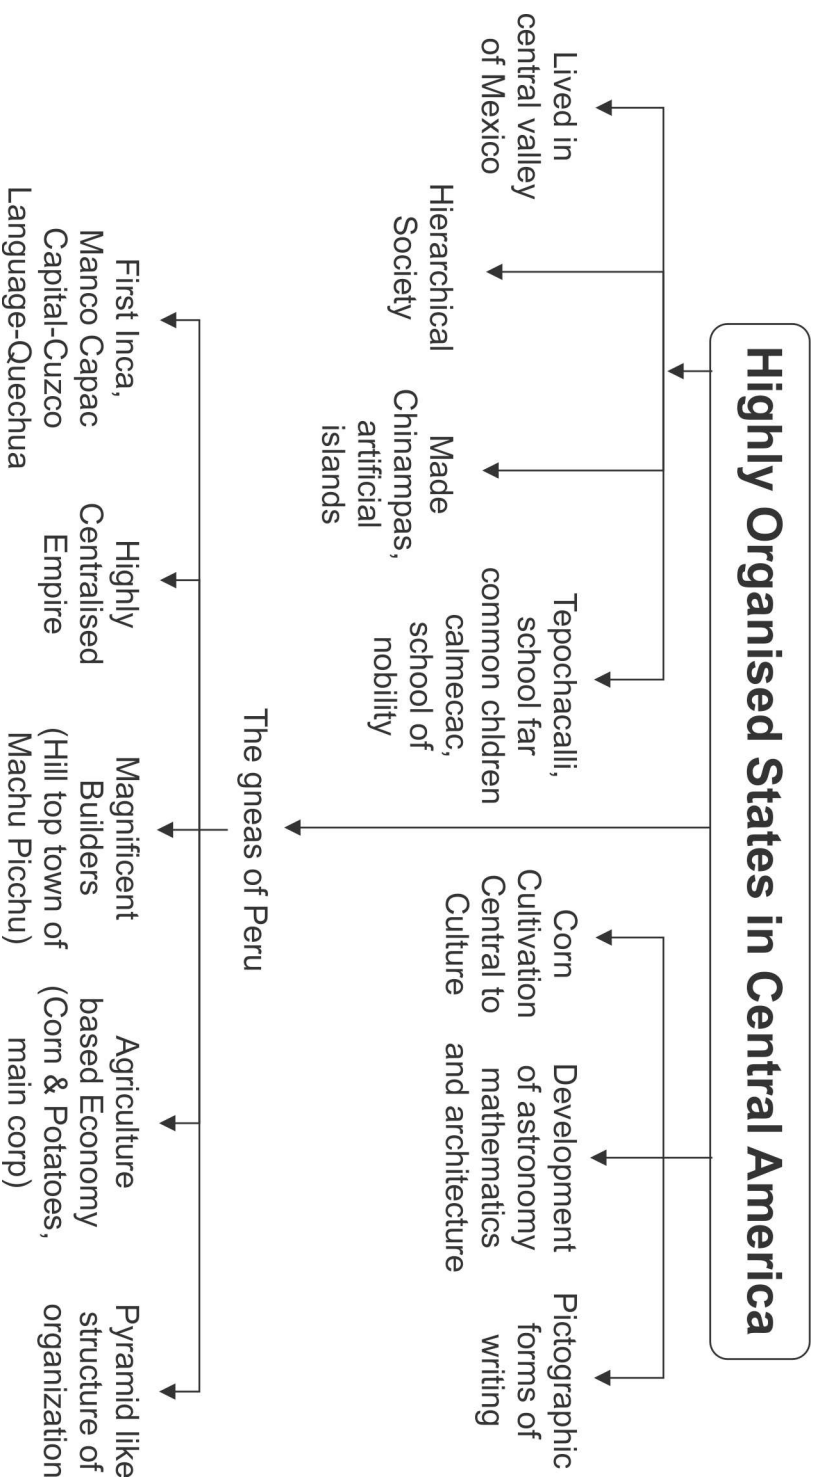 Highly Organised States in Central America
Lived in
central valley
of Mexico
Hierarchical
Society
Made
Chinampas,
artificial
islands
Tepochacalli,
school far
common chldren
calmecac,
school of
nobility
Corn
Cultivation
Central to
Culture
Development
of astronomy
mathematics
and architecture
Pictographic
forms of
writing
The gneas of Peru
First Inca,
Manco Capac
Capital-Cuzco
Language-Quechua
Highly
Centralised
Empire
Magnificent
Builders
(Hill top town of
Machu Picchu)
Agriculture
based Economy
(Corn & Potatoes,
main corp)
Pyramid like
structure of
organization